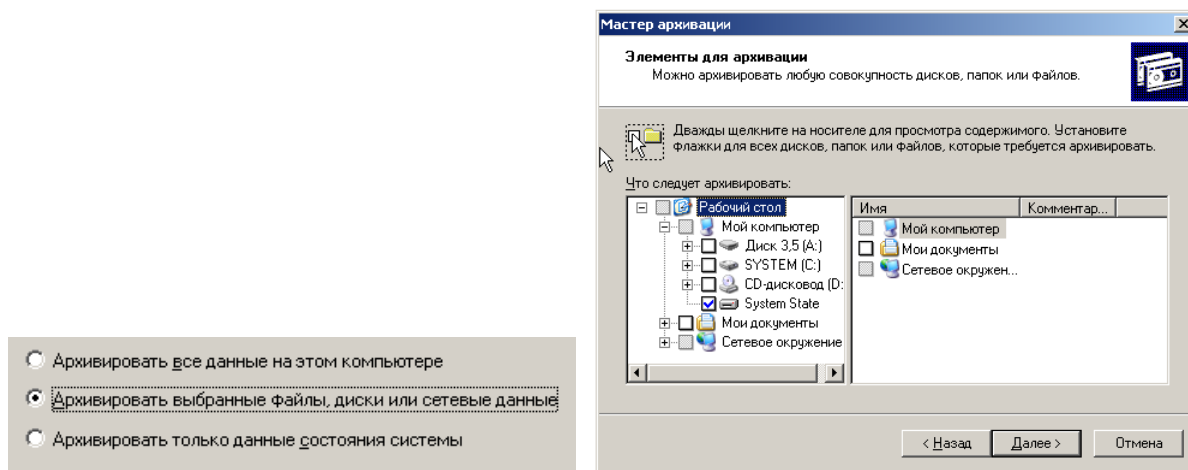 Архивировать все данные на этом компьютере
Архивировать выбранные файлы, диски или сетевые данные
Архивировать только данные состояния системы
Мастер архивации
Элементы для архивации
Можно архивировать любую совокупность дисков, папок или файлов.
Дважды щелкните на носителе для просмотра содержимого. Установите
флажки для всех дисков, папок или файлов, которые требуется архивировать.
Что следует архивировать:
Рабочий стол
Мой компьютер
Диск 3,5 (A:)
SYSTEM (C:)
CD-дисковод (D:
System State
Мои документы
Сетевое окружение
Имя Комментар...
Мой компьютер
Мои документы
Сетевое окружен...
< Назад Далее > Отмена